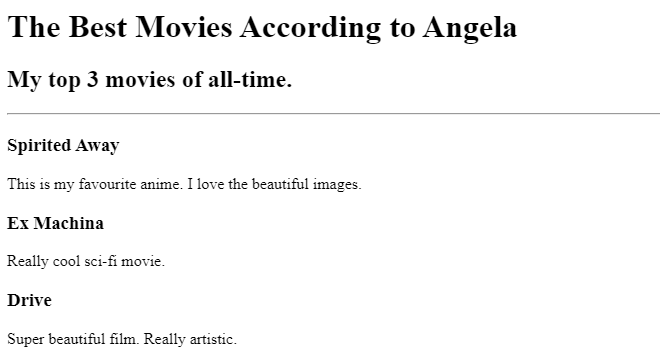 The Best Movies According to Angela
My top 3 movies of all-time.
Spirited Away
This is my favourite anime. I love the beautiful images.
Ex Machina
Really cool sci-fi movie.
Drive
Super beautiful film. Really artistic.